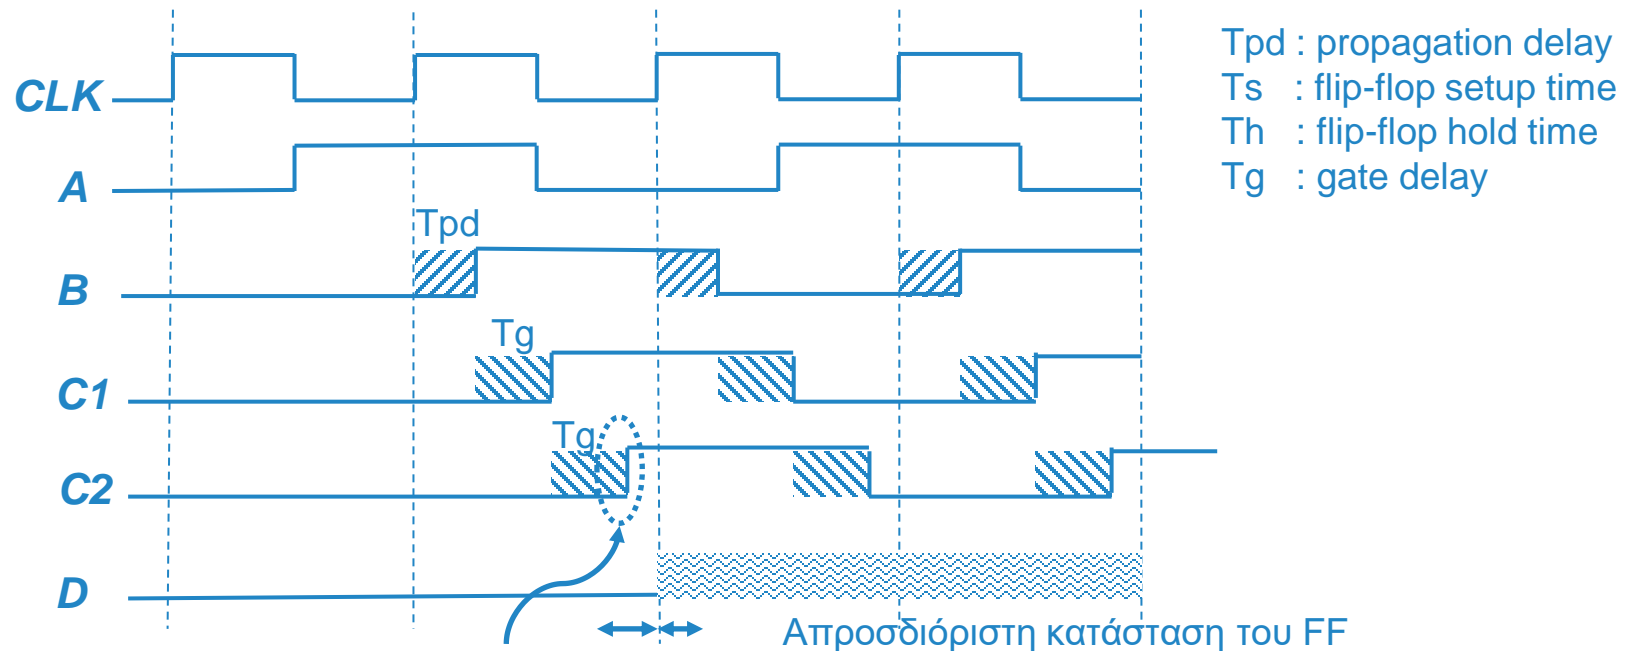 Tpd : propagation delay
Ts : flip-flop setup time
Th : flip-flop hold time
Tg : gate delay
CLK
A
Tpd
B
Tg
C1
Tg
C2
D
Απροσδιόριστη κατάσταση του FF